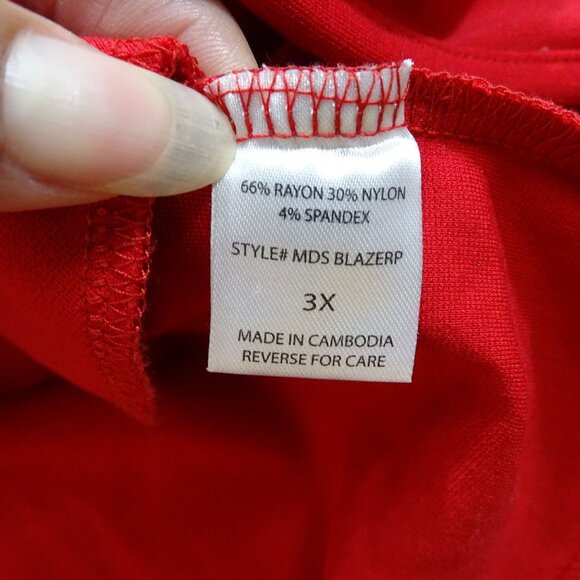 66% RAYON 30% NYLON
4% SPANDEX
STYLE# MDS BLAZERP
3X
MADE IN CAMBODIA
REVERSE FOR CARE